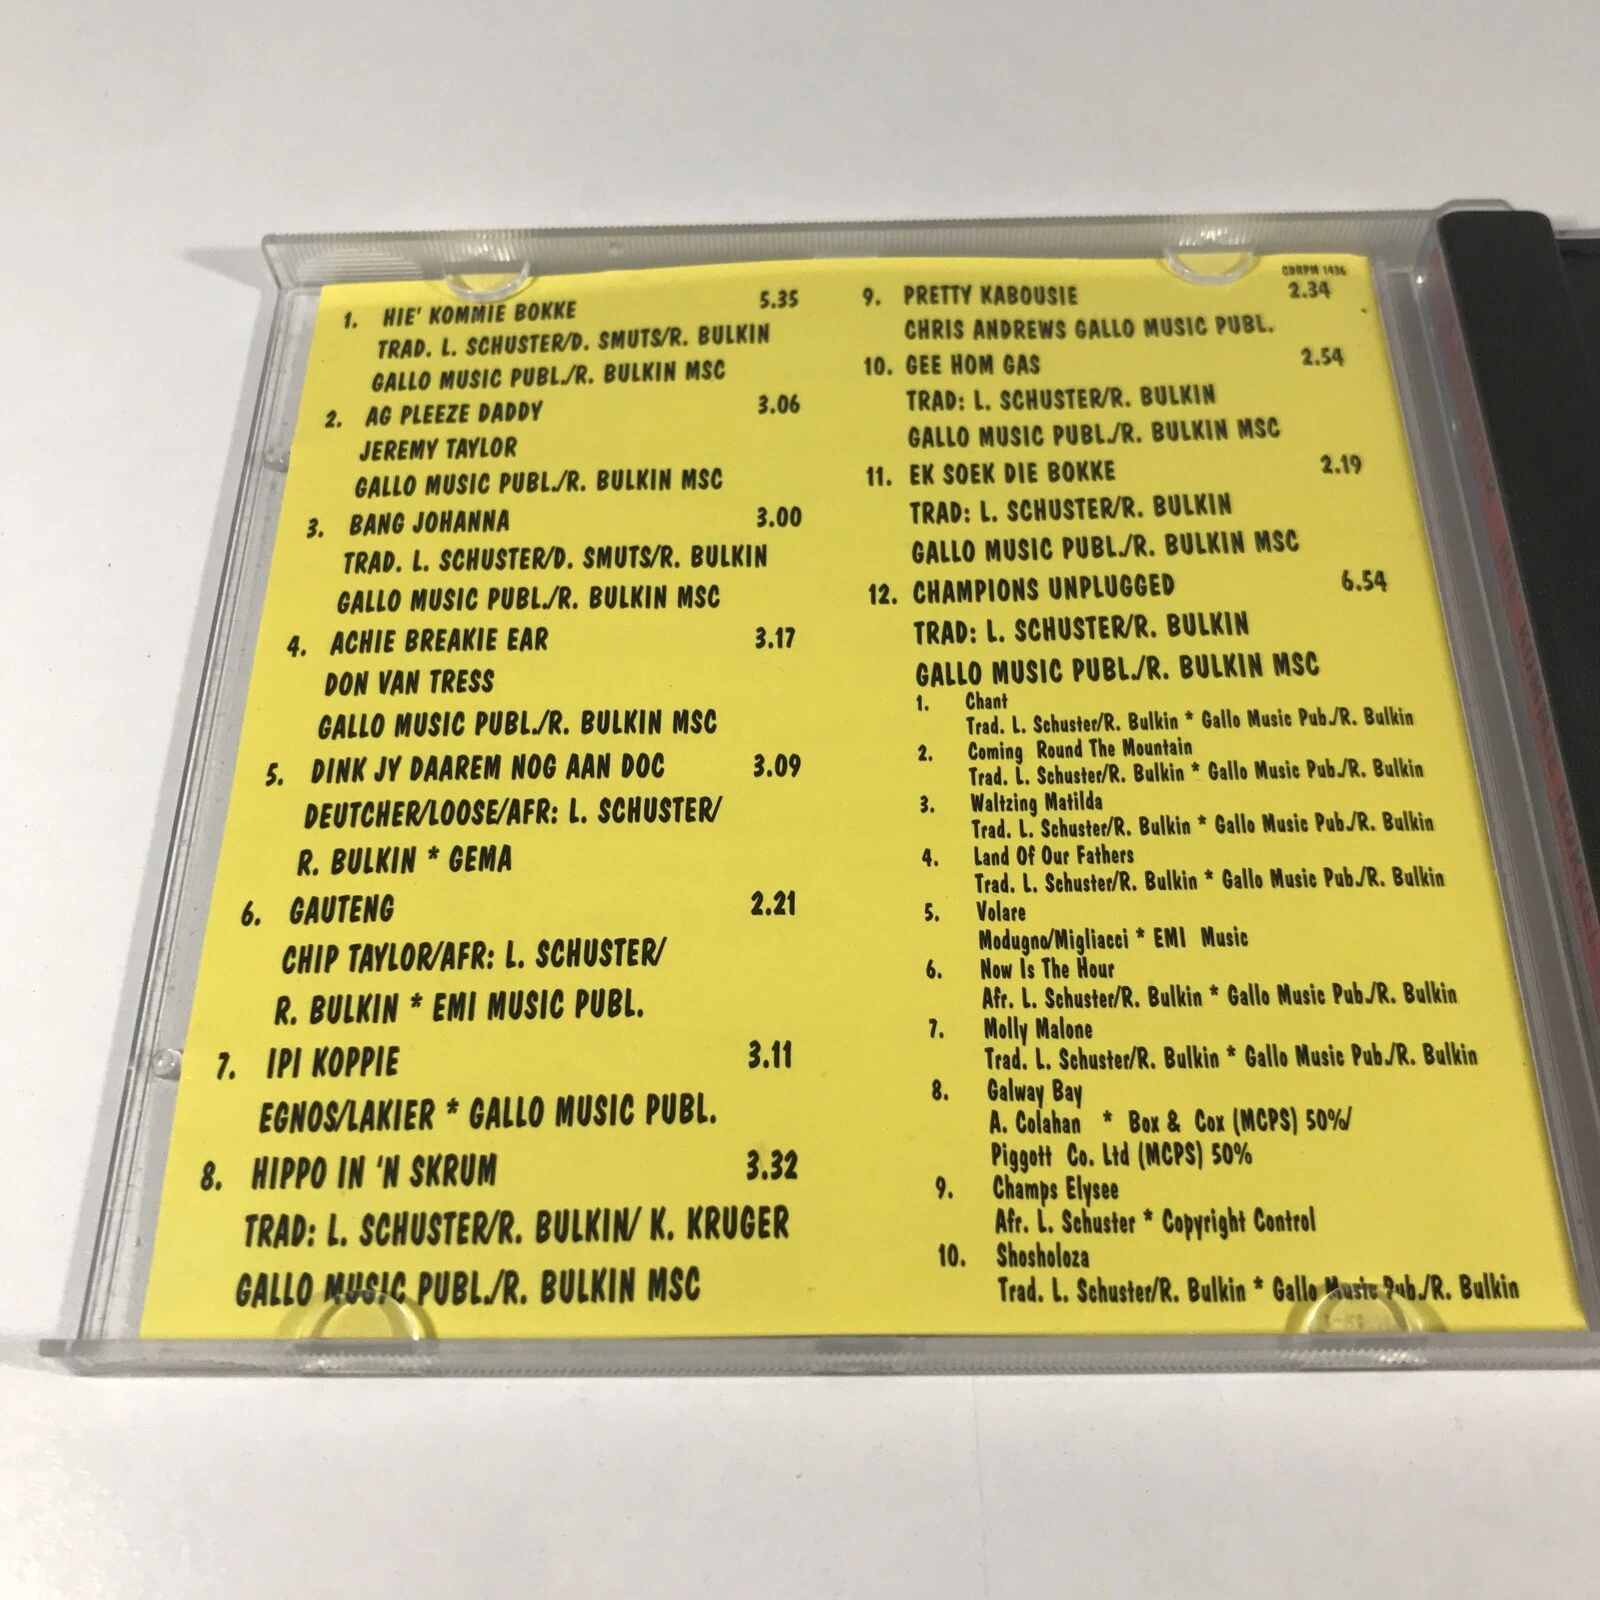 1. HIE' KOMMIE BOKKE 5.35
TRAD. L. SCHUSTER/D. SMUTS/R. BULKIN
GALLO MUSIC PUBL./R. BULKIN MSC
2. AG PLEEZE DADDY 3.06
JEREMY TAYLOR
GALLO MUSIC PUBL./R. BULKIN MSC
3. BANG JOHANNA 3.00
TRAD. L. SCHUSTER/D. SMUTS/R. BULKIN
GALLO MUSIC PUBL./R. BULKIN MSC
4. ACHIE BREAKIE EAR 3.17
DON VAN TRESS
GALLO MUSIC PUBL./R. BULKIN MSC
5. DINK JY DAAREM NOG AAN DOC 3.09
DEUTCHER/LOOSE/AFR: L. SCHUSTER/
R. BULKIN * GEMA
6. GAUTENG 2.21
CHIP TAYLOR/AFR: L. SCHUSTER/
R. BULKIN * EMI MUSIC PUBL.
7. IPI KOPPIE 3.11
EGNOS/LAKIER * GALLO MUSIC PUBL.
8. HIPPO IN 'N SKRUM 3.32
TRAD: L. SCHUSTER/R. BULKIN/ K. KRUGER
GALLO MUSIC PUBL./R. BULKIN MSC
CDRPM 1436
9. PRETTY KABOUSIE 2.34
CHRIS ANDREWS GALLO MUSIC PUBL.
10. GEE HOM GAS 2.54
TRAD: L. SCHUSTER/R. BULKIN
GALLO MUSIC PUBL./R. BULKIN MSC
11. EK SOEK DIE BOKKE 2.19
TRAD: L. SCHUSTER/R. BULKIN
GALLO MUSIC PUBL./R. BULKIN MSC
12. CHAMPIONS UNPLUGGED 6.54
TRAD: L. SCHUSTER/R. BULKIN
GALLO MUSIC PUBL./R. BULKIN MSC
1. Chant
Trad. L. Schuster/R. Bulkin * Gallo Music Pub./R. Bulkin
2. Coming Round The Mountain
Trad. L. Schuster/R. Bulkin * Gallo Music Pub./R. Bulkin
3. Waltzing Matilda
Trad. L. Schuster/R. Bulkin * Gallo Music Pub./R. Bulkin
4. Land Of Our Fathers
Trad. L. Schuster/R. Bulkin * Gallo Music Pub./R. Bulkin
5. Volare
Modugno/Migliacci * EMI Music
6. Now Is The Hour
Afr. L. Schuster/R. Bulkin * Gallo Music Pub./R. Bulkin
7. Molly Malone
Trad. L. Schuster/R. Bulkin * Gallo Music Pub./R. Bulkin
8. Galway Bay
A. Colahan * Box & Cox (MCPS) 50%/
Piggott Co. Ltd (MCPS) 50%
9. Champs Elysee
Afr. L. Schuster * Copyright Control
10. Shosholoza
Trad. L. Schuster/R. Bulkin * Gallo Music Pub./R. Bulkin